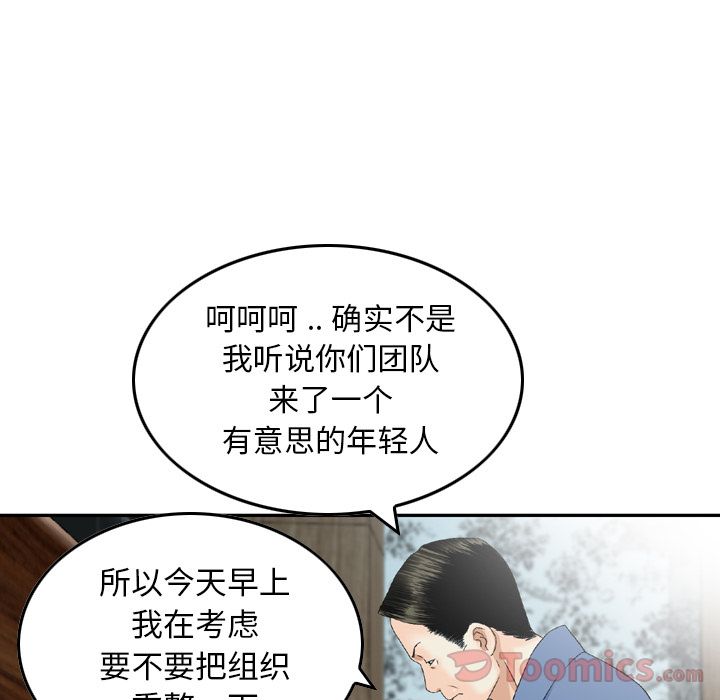 呵呵呵 .. 确实不是
我听说你们团队
来了一个
有意思的年轻人
所以今天早上
我在考虑
要不要把组织
Toomics.com